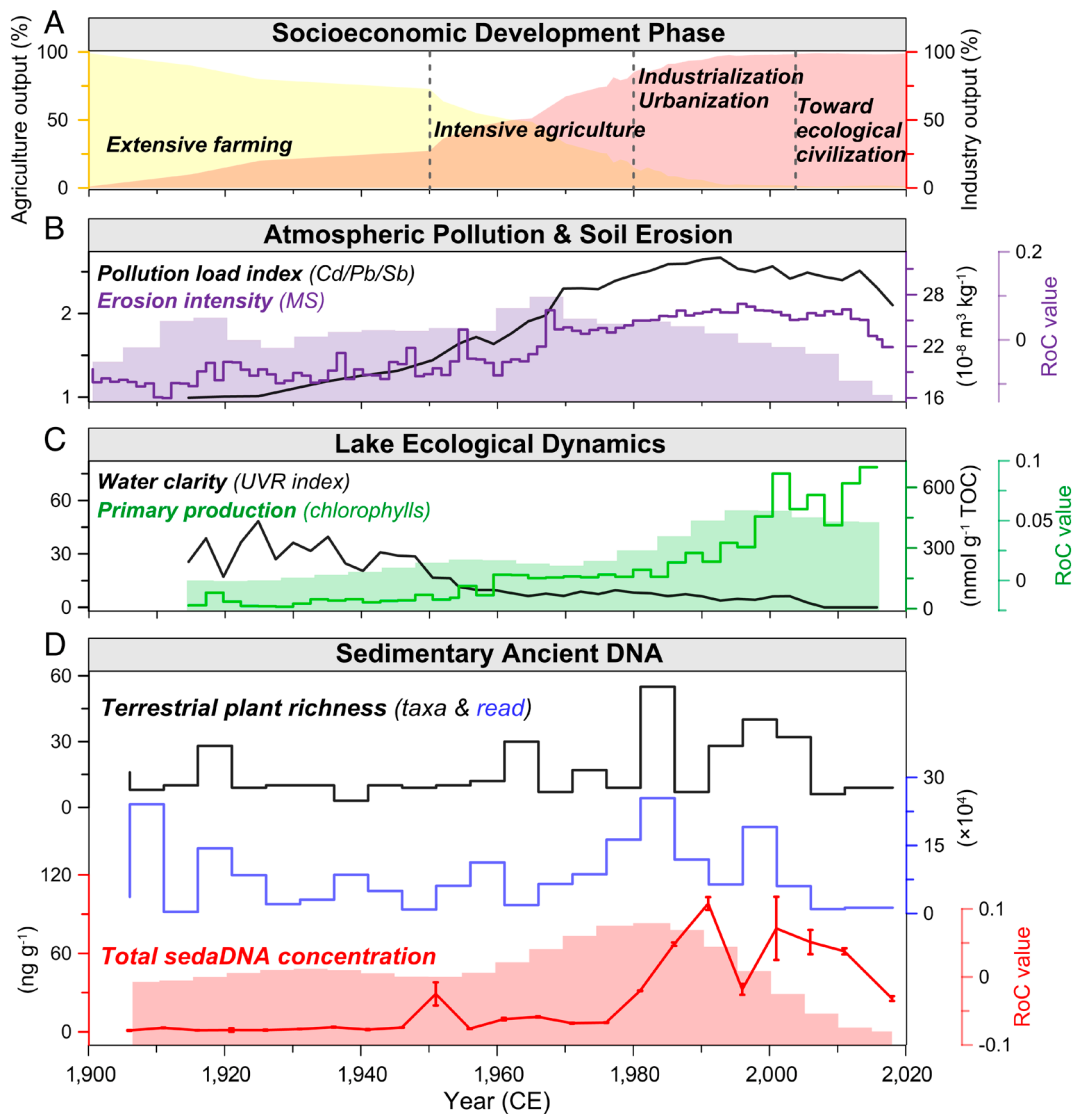 A
Socioeconomic Development Phase
Agriculture output (%)
100
50
0
Extensive farming
Intensive agriculture
Industrialization
Urbanization
Toward
ecological
civilization
100
50
0
Industry output (%)
B
Atmospheric Pollution & Soil Erosion
Pollution load index (Cd/Pb/Sb)
Erosion intensity (MS)
2
1
28
22
16
(10-8 m3 kg-1)
0.2
0
RoC value
C
Lake Ecological Dynamics
Water clarity (UVR index)
Primary production (chlorophylls)
60
30
0
600
300
0
(nmol g-1 TOC)
0.1
0.05
0
RoC value
D
Sedimentary Ancient DNA
60
30
0
Terrestrial plant richness (taxa & read)
30
15
0
(×10⁴)
120
60
0
(ng g-1)
Total sedaDNA concentration
0.1
0
-0.1
RoC value
1,900
1,920
1,940
1,960
1,980
2,000
2,020
Year (CE)